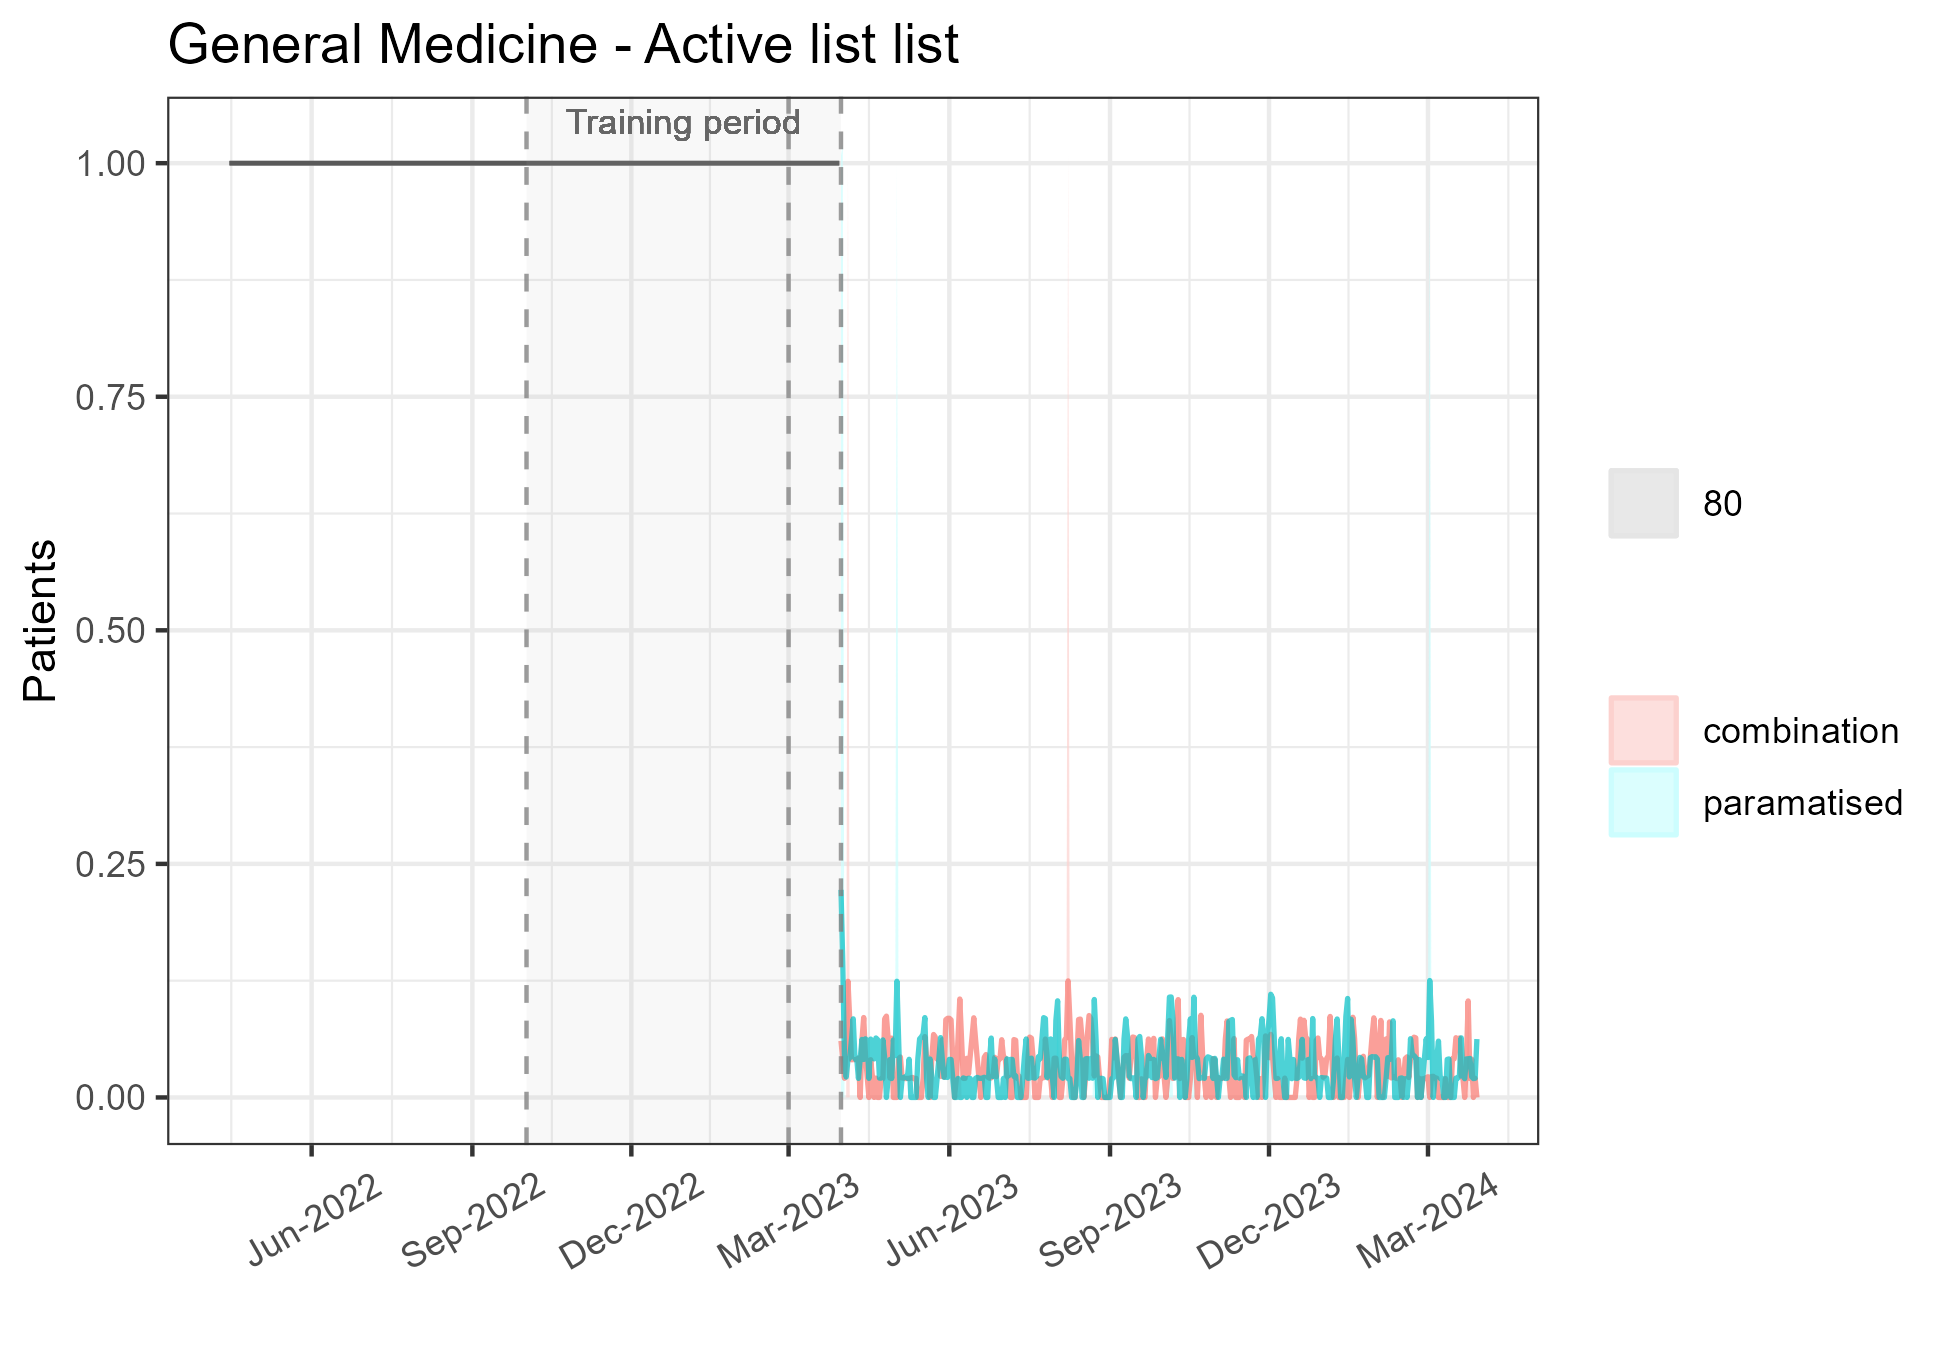 General Medicine - Active list list
Training period
Patients
1.00
0.75
0.50
0.25
0.00
Jun-2022
Sep-2022
Dec-2022
Mar-2023
Jun-2023
Sep-2023
Dec-2023
Mar-2024
80
combination
paramatised